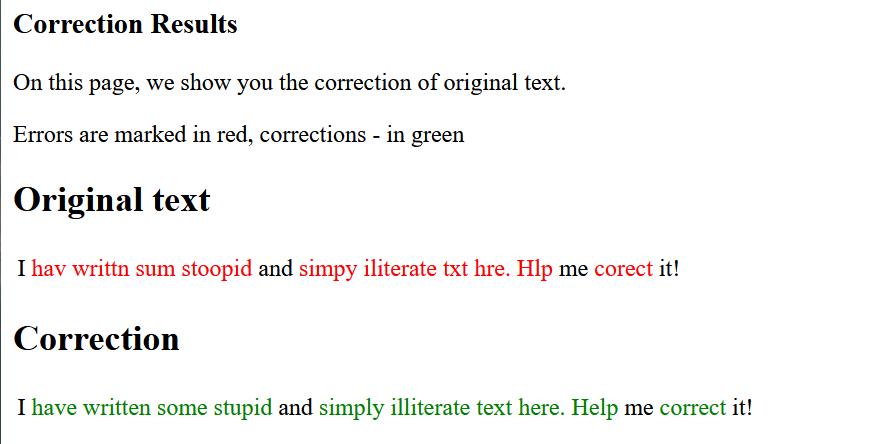 Correction Results
On this page, we show you the correction of original text.
Errors are marked in red, corrections - in green
Original text
I hav writtn sum stoopid and simpy iliterate txt hre. Hlp me corect it!
Correction
I have written some stupid and simply illiterate text here. Help me correct it!